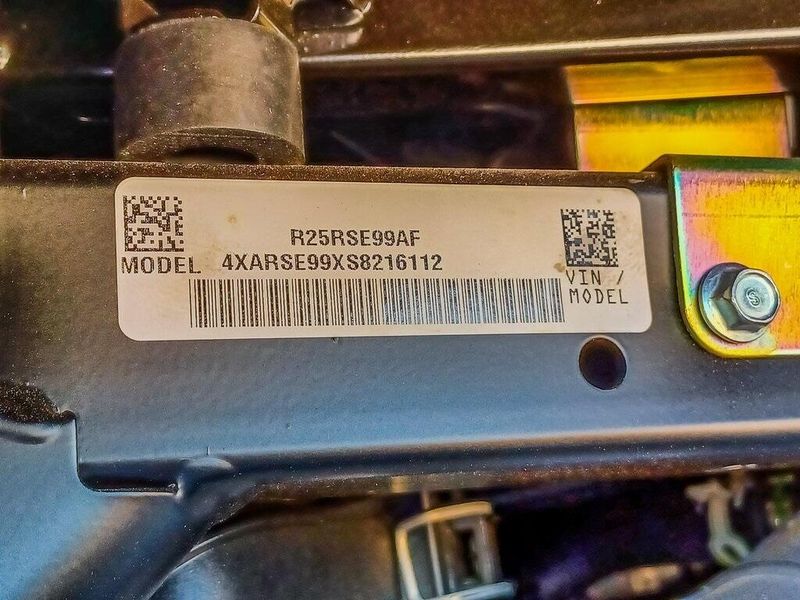 R25RSE99AF
MODEL 4XARSE99XS8216112
VIN /
MODEL